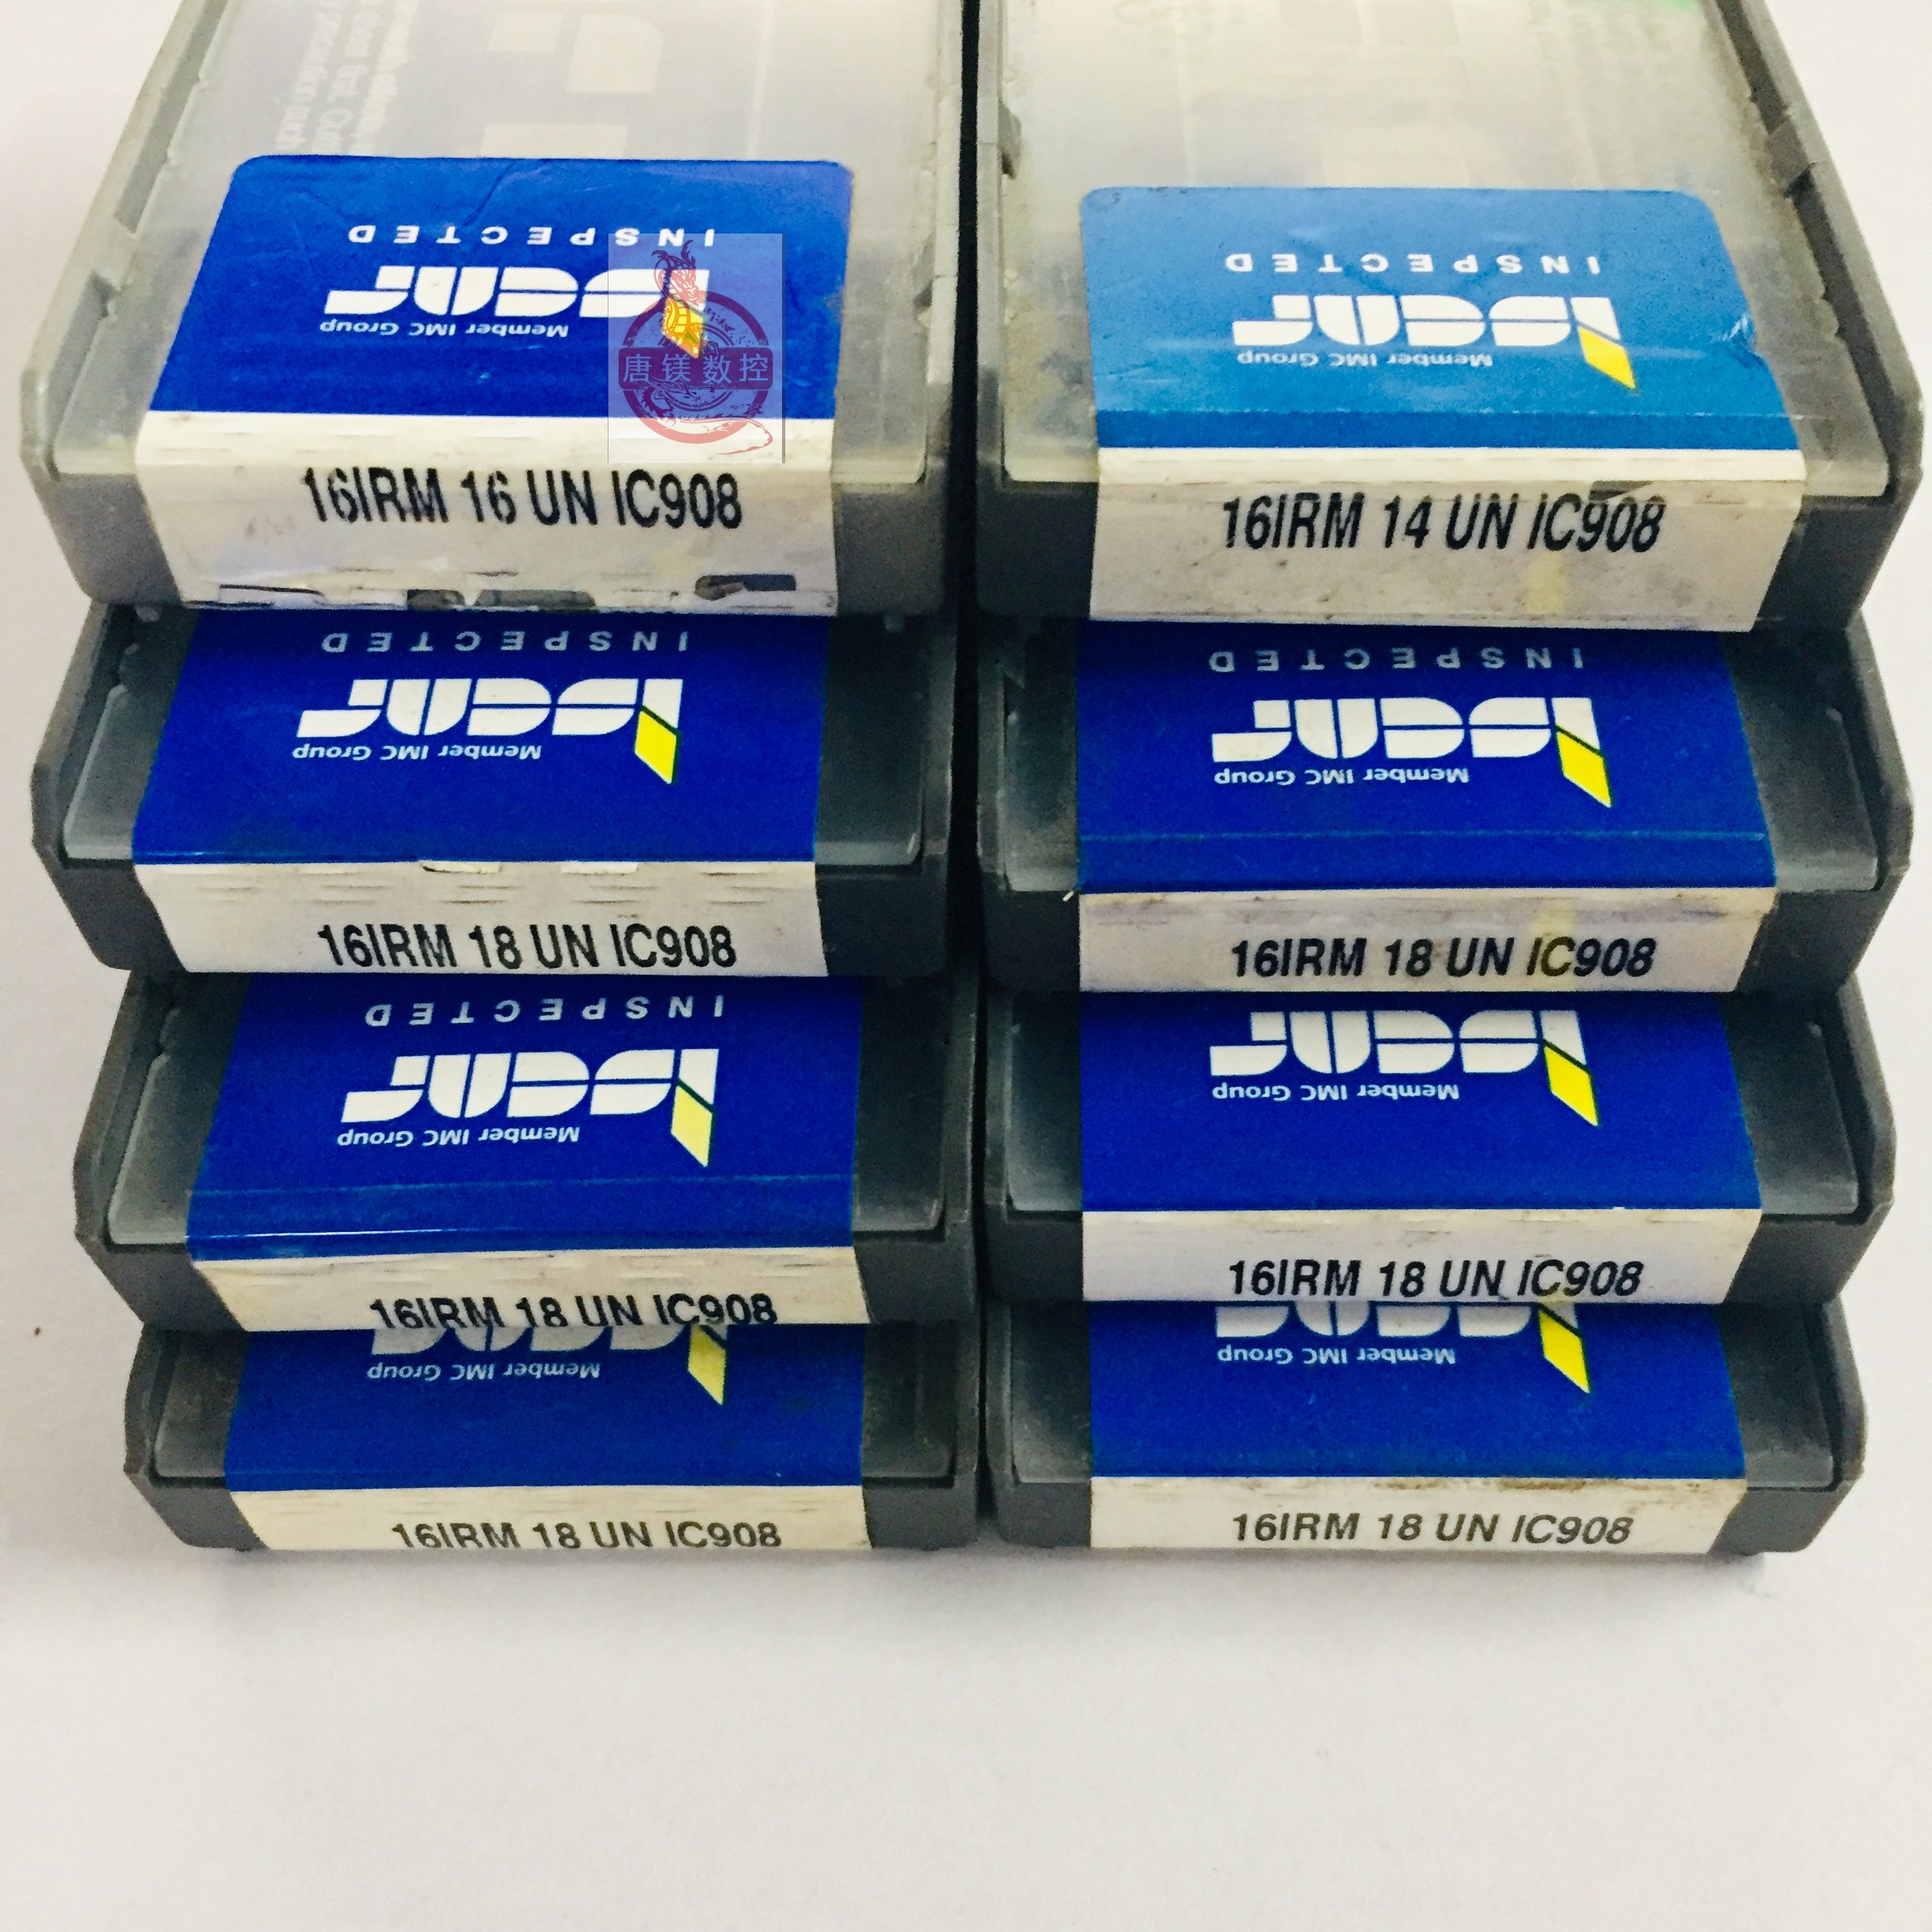 INSPECTED
iscar
Member IMC Group
唐镁数控
16IRM 16 UN IC908
INSPECTED
iscar
Member IMC Group
16IRM 14 UN IC908
INSPECTED
iscar
Member IMC Group
16IRM 18 UN IC908
INSPECTED
iscar
Member IMC Group
16IRM 18 UN IC908
INSPECTED
iscar
Member IMC Group
16IRM 18 UN IC908
iscar
Member IMC Group
16IRM 18 UN IC908
Member IMC Group
16IRM 18 UN IC908
Member IMC Group
16IRM 18 UN IC908